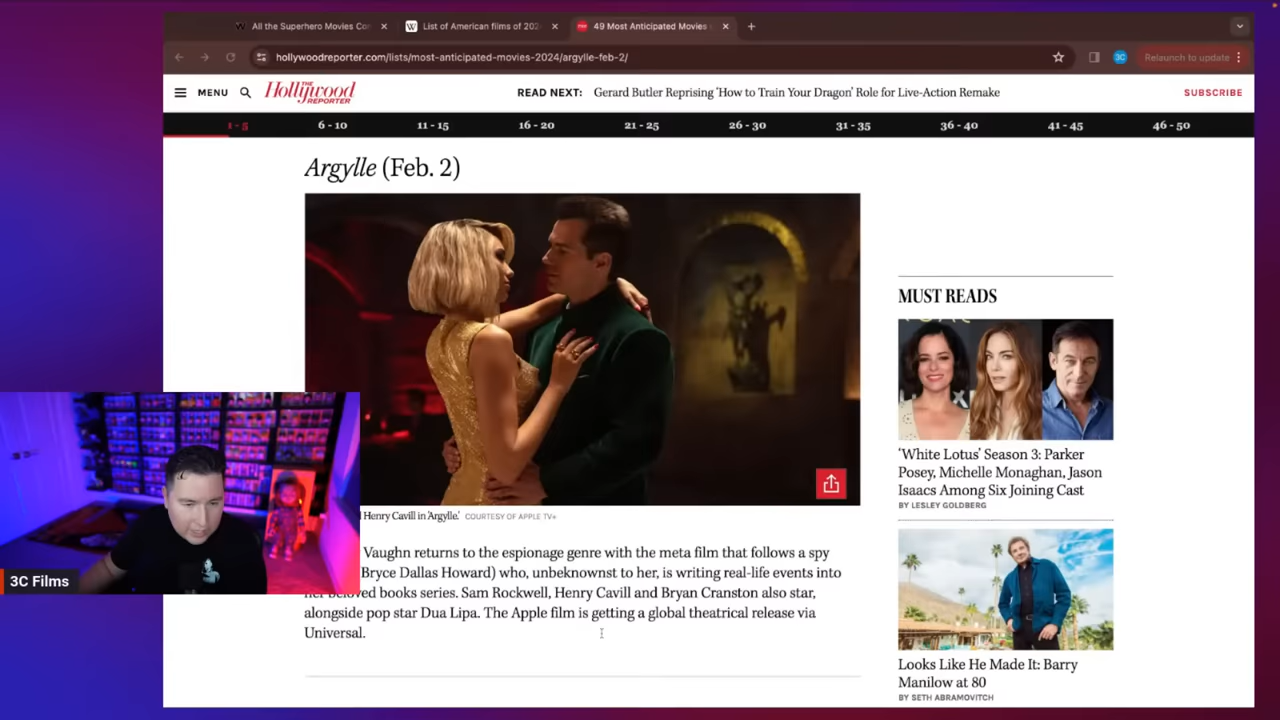 All the Superhero Movies Co
List of American films of 202
49 Most Anticipated Movies
hollywoodreporter.com/lists/most-anticipated-movies-2024/argylle-feb-2/
3C
Relaunch to update
MENU
THE
Hollywood
REPORTER
READ NEXT: Gerard Butler Reprising 'How to Train Your Dragon' Role for Live-Action Remake
SUBSCRIBE
1 - 5
6 - 10
11 - 15
16 - 20
21 - 25
26 - 30
31 - 35
36 - 40
41 - 45
46 - 50
Argylle (Feb. 2)
Henry Cavill in 'Argylle.' COURTESY OF APPLE TV+
Vaughn returns to the espionage genre with the meta film that follows a spy
Bryce Dallas Howard) who, unbeknownst to her, is writing real-life events into
her beloved books series. Sam Rockwell, Henry Cavill and Bryan Cranston also star,
alongside pop star Dua Lipa. The Apple film is getting a global theatrical release via
Universal.
MUST READS
'White Lotus' Season 3: Parker
Posey, Michelle Monaghan, Jason
Isaacs Among Six Joining Cast
BY LESLEY GOLDBERG
Looks Like He Made It: Barry
Manilow at 80
BY SETH ABRAMOVITCH
3C Films